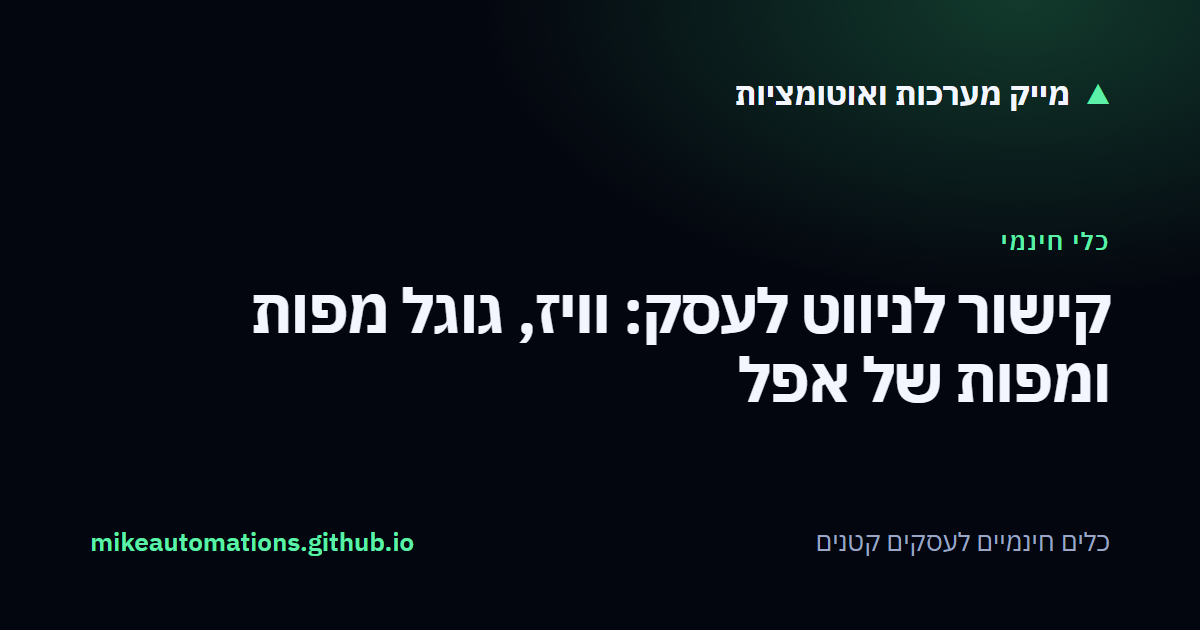 מייק מערכות ואוטומציות
כלי חינמי
קישור לניווט לעסק: וויז, גוגל מפות
ומפות של אפל
כלים חינמיים לעסקים קטנים
mikeautomations.github.io